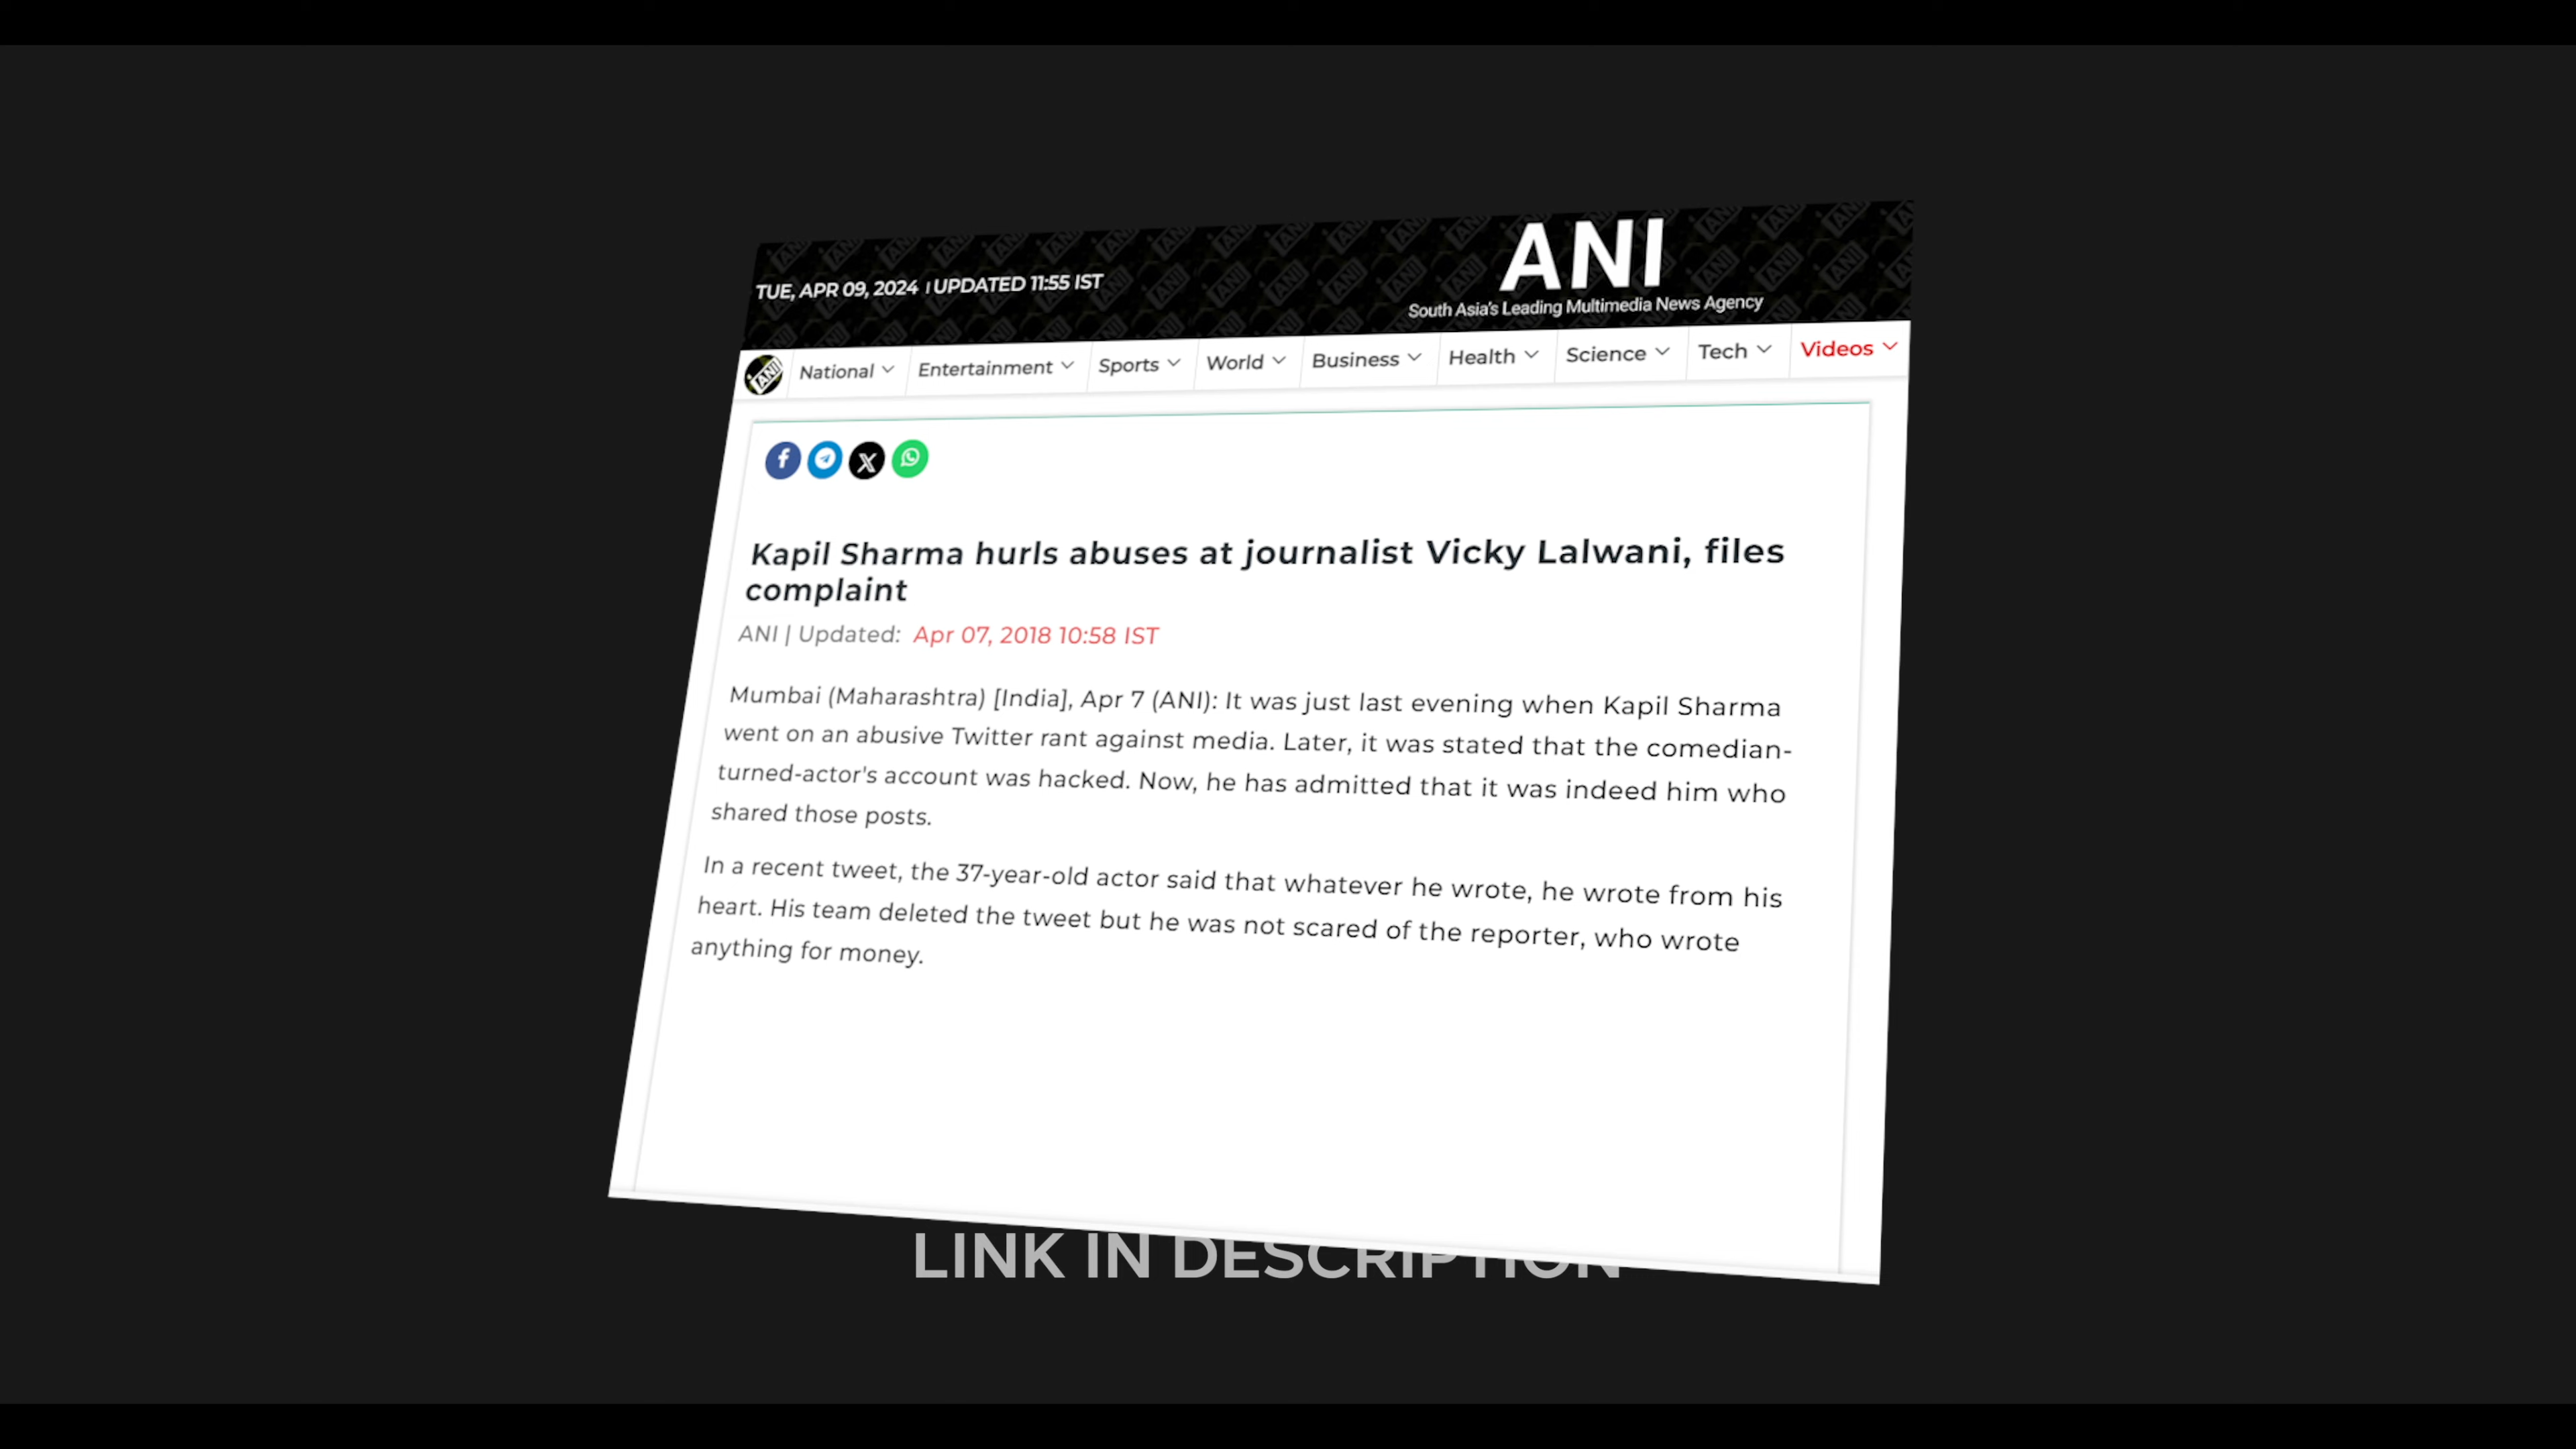 TUE, APR 09, 2024 | UPDATED 11:55 IST
ANI
South Asia's Leading Multimedia News Agency
ANI National Entertainment Sports World Business Health Science Tech Videos
Kapil Sharma hurls abuses at journalist Vicky Lalwani, files
complaint
ANI | Updated: Apr 07, 2018 10:58 IST
Mumbai (Maharashtra) [India], Apr 7 (ANI): It was just last evening when Kapil Sharma
went on an abusive Twitter rant against media. Later, it was stated that the comedian-
turned-actor's account was hacked. Now, he has admitted that it was indeed him who
shared those posts.
In a recent tweet, the 37-year-old actor said that whatever he wrote, he wrote from his
heart. His team deleted the tweet but he was not scared of the reporter, who wrote
anything for money.
LINK IN DESCRIPTION